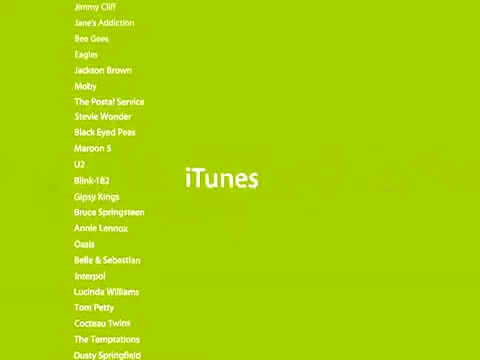 Jimmy Cliff
Jane's Addiction
Bee Gees
Eagles
Jackson Brown
Moby
The Postal Service
Stevie Wonder
Black Eyed Peas
Maroon 5
U2
Blink-182
iTunes
Gipsy Kings
Bruce Springsteen
Annie Lennox
Oasis
Belle & Sebastian
Interpol
Lucinda Williams
Tom Petty
Cocteau Twins
The Temptations
Dusty Springfield